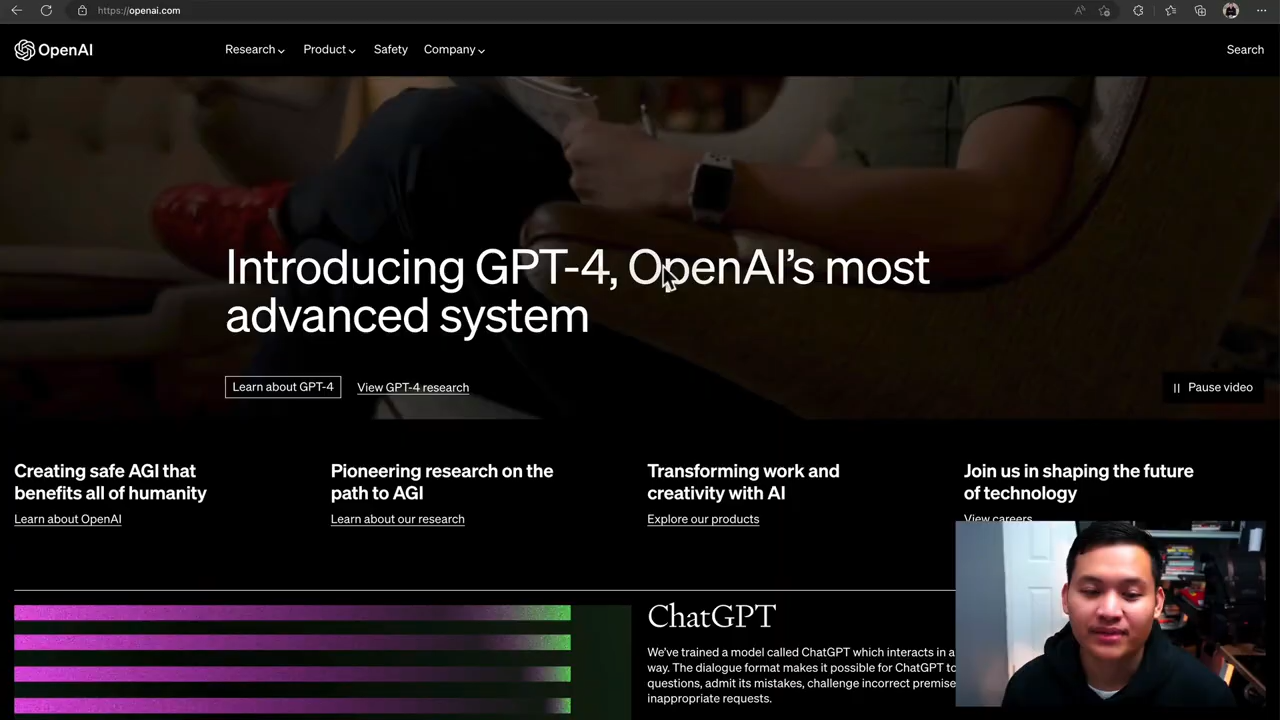 https://openai.com
OpenAI
Research
Product
Safety
Company
Search
Introducing GPT-4, OpenAI’s most
advanced system
Learn about GPT-4
View GPT-4 research
Pause video
Creating safe AGI that
benefits all of humanity
Learn about OpenAI
Pioneering research on the
path to AGI
Learn about our research
Transforming work and
creativity with AI
Explore our products
Join us in shaping the future
of technology
View careers
ChatGPT
We’ve trained a model called ChatGPT which interacts in a
way. The dialogue format makes it possible for ChatGPT to
questions, admit its mistakes, challenge incorrect premise
inappropriate requests.